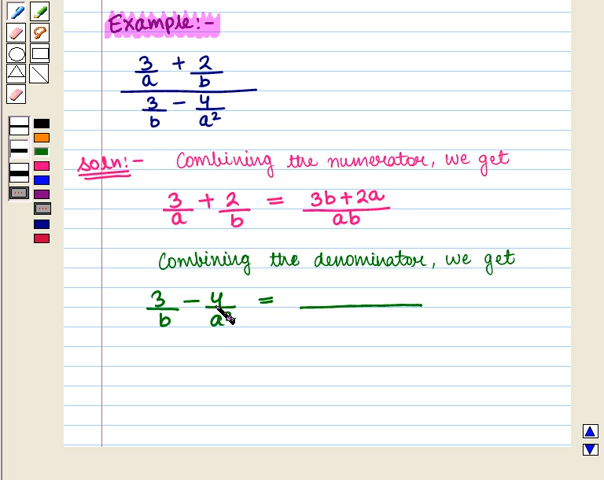 Example:-
3/a + 2/b
3/b - 4/a²
Soln:- Combining the numerator, we get
3/a + 2/b = 3b+2a/ab
Combining the denominator, we get
3/b - 4/a² =